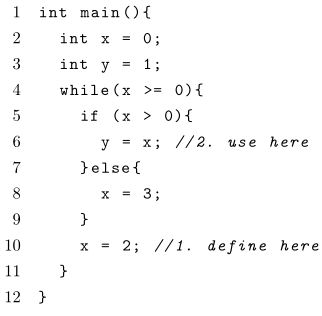 1 int main(){
2   int x = 0;
3   int y = 1;
4   while(x >= 0){
5     if (x > 0){
6       y = x; //2. use here
7     }else{
8       x = 3;
9     }
10     x = 2; //1. define here
11   }
12 }